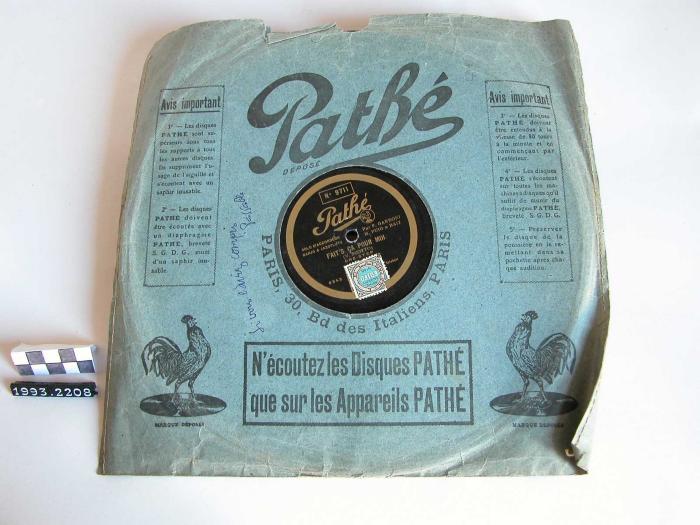 Pathé
DÉPOSÉ
Avis important
1° — Les disques
PATHÉ sont su-
périeurs sous tous
les rapports à tous
les autres disques.
Ils suppriment l'u-
sage de l'aiguille et
s'écoutent avec un
saphir inusable.
2° — Les disques
PATHÉ doivent
être écoutés avec
un diaphragme
PATHÉ, breveté
S. G. D. G., muni
d'un saphir inu-
sable.
Avis important
3° — Les disques
PATHÉ doivent
être entendus à la
vitesse de 80 tours
à la minute et en
commençant par
l'extérieur.
4° — Les disques
PATHÉ s'écoutent
sur toutes les ma-
chines à disques qu'il
suffit de munir du
diaphragme PATHÉ,
breveté S. G. D. G.
5° — Préserver
le disque de la
poussière en le re-
mettant dans sa
pochette après cha-
que audition.
N° 9711
Pathé
FAIT'S ÇA POUR MOI
PARIS, 30, Bd des Italiens, PARIS
Si vous l'avez compris
N'écoutez les Disques PATHÉ
que sur les Appareils PATHÉ
MARQUE DÉPOSÉE
MARQUE DÉPOSÉE
1993.2208